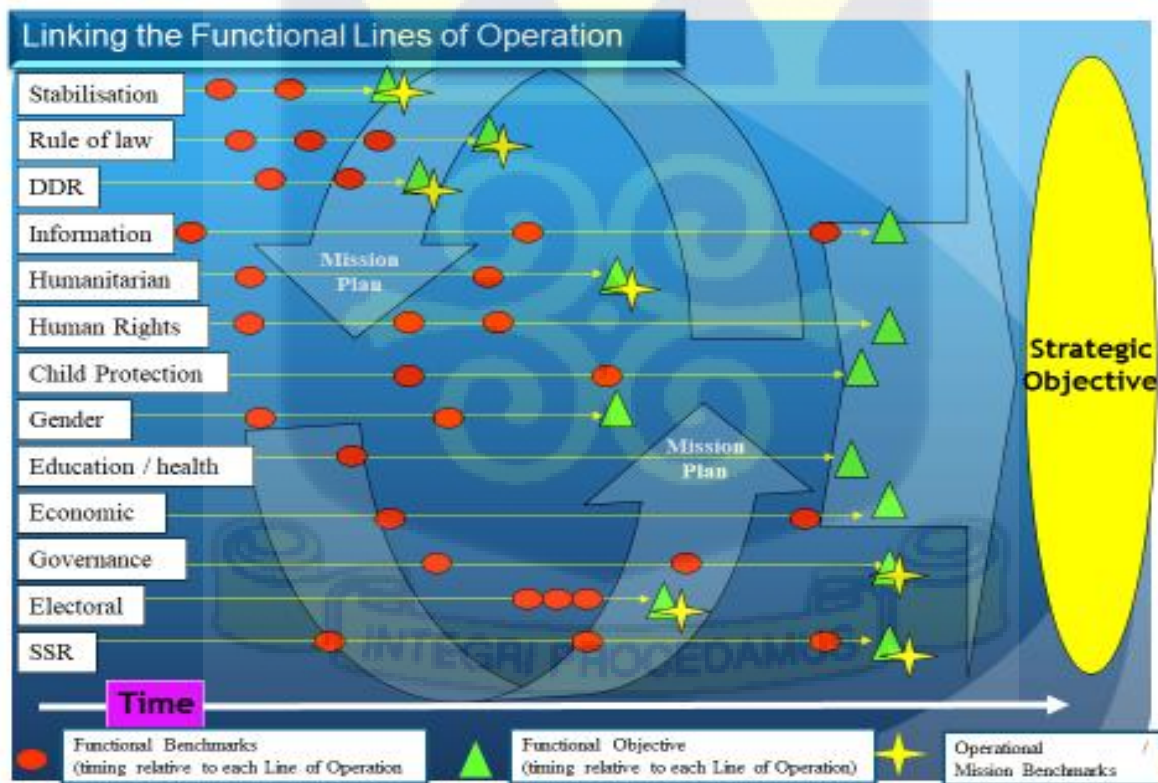 Linking the Functional Lines of Operation
Stabilisation
Rule of law
DDR
Information
Humanitarian
Human Rights
Child Protection
Gender
Education / health
Economic
Governance
Electoral
SSR
Mission
Plan
Mission
Plan
Strategic
Objective
INTEGRI PROCEDAMUS
Time
Functional Benchmarks
(timing relative to each Line of Operation
Functional Objective
(timing relative to each Line of Operation)
Operational /
Mission Benchmarks